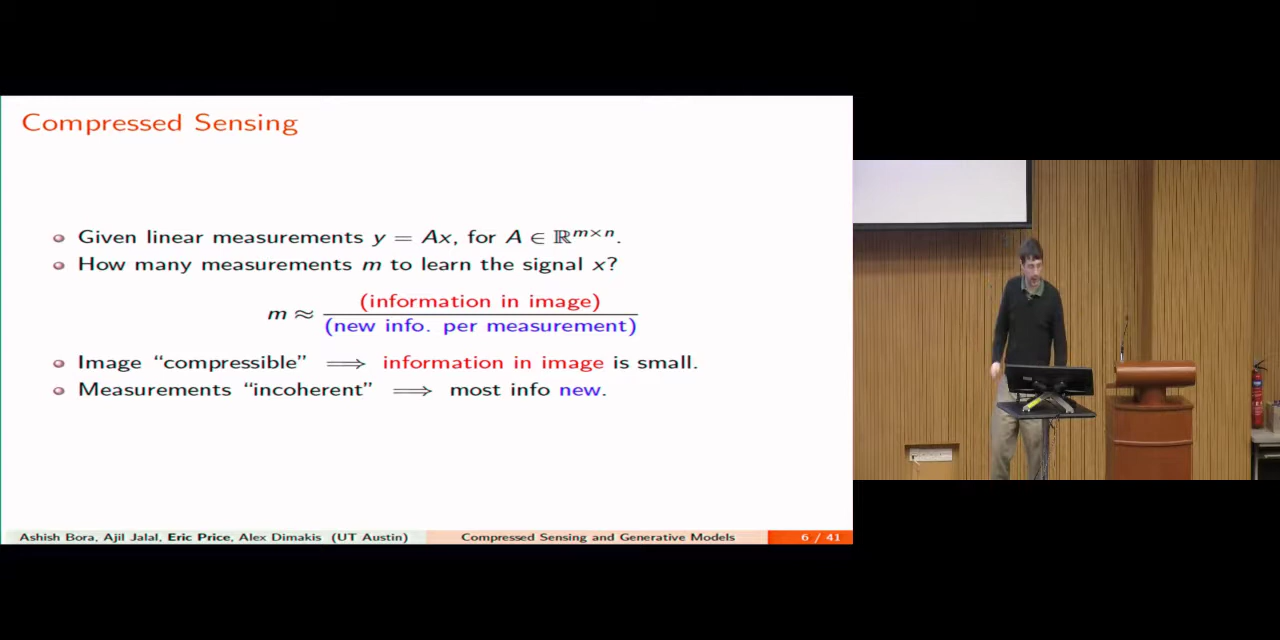 Compressed Sensing
Given linear measurements y = Ax, for A ∈ ℝ^{m×n}.
How many measurements m to learn the signal x?
m ≈ (information in image) / (new info. per measurement)
Image “compressible” ⟹ information in image is small.
Measurements “incoherent” ⟹ most info new.
Ashish Bora, Ajil Jalal, Eric Price, Alex Dimakis (UT Austin) Compressed Sensing and Generative Models 6 / 41